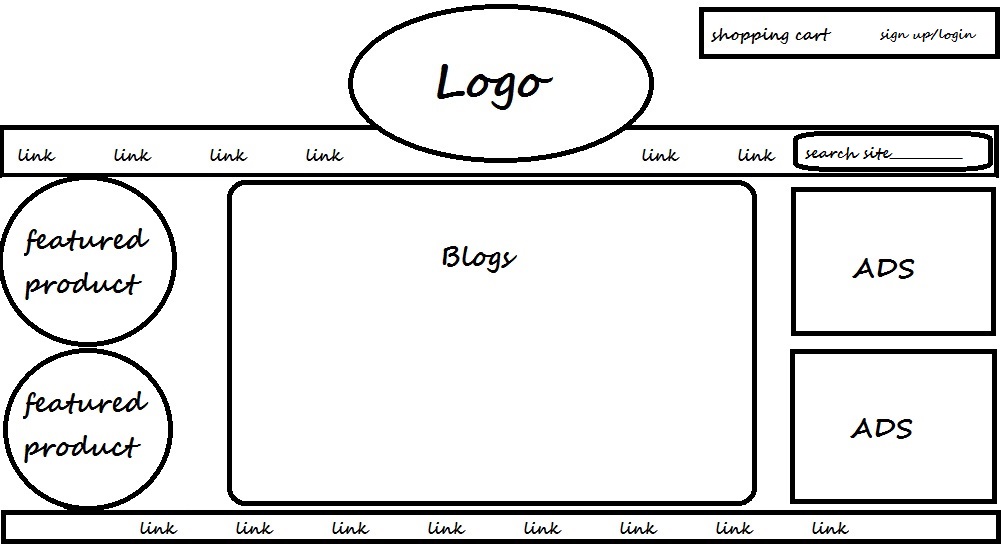 Logo
shopping cart sign up/login
link link link link link link search site__________
featured
product
Blogs
ADS
featured
product
ADS
link link link link link link link link